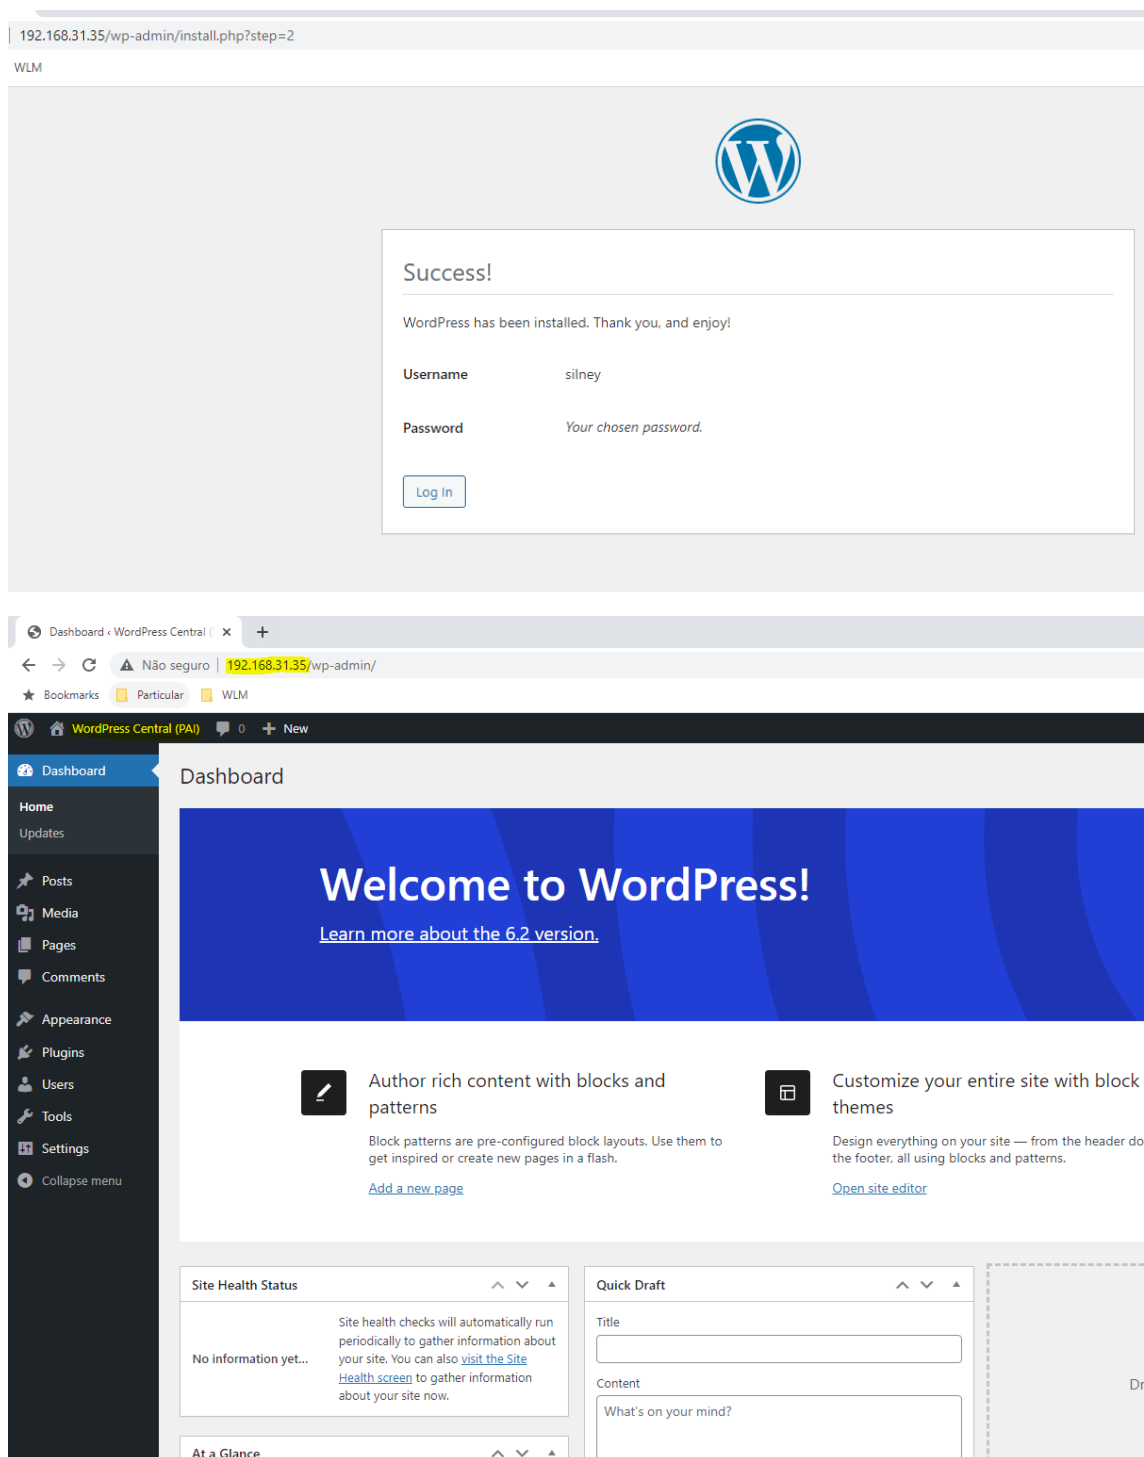 192.168.31.35/wp-admin/install.php?step=2
WLM
Success!
WordPress has been installed. Thank you, and enjoy!
Username silney
Password Your chosen password.
Log In
Dashboard ‹ WordPress Central (
Não seguro | 192.168.31.35/wp-admin/
Bookmarks Particular WLM
WordPress Central (PAI) 0 New
Dashboard
Home
Updates
Posts
Media
Pages
Comments
Appearance
Plugins
Users
Tools
Settings
Collapse menu
Dashboard
Welcome to WordPress!
Learn more about the 6.2 version.
Author rich content with blocks and
patterns
Block patterns are pre-configured block layouts. Use them to
get inspired or create new pages in a flash.
Add a new page
Customize your entire site with block
themes
Design everything on your site — from the header do
the footer, all using blocks and patterns.
Open site editor
Site Health Status
No information yet...
Site health checks will automatically run
periodically to gather information about
your site. You can also visit the Site
Health screen to gather information
about your site now.
At a Glance
Quick Draft
Title
Content
What's on your mind?
Dr